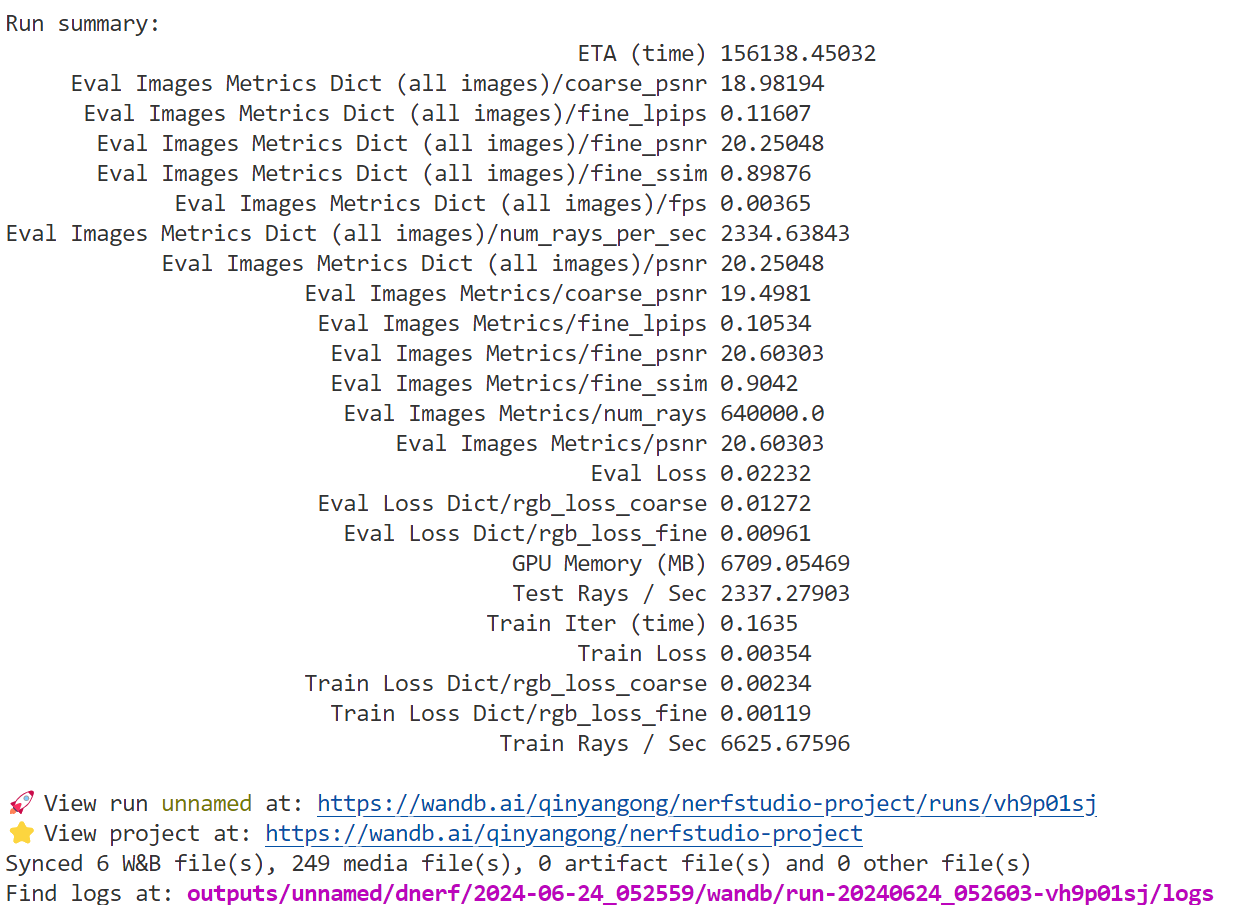 Run summary:
ETA (time) 156138.45032
Eval Images Metrics Dict (all images)/coarse_psnr 18.98194
Eval Images Metrics Dict (all images)/fine_lpips 0.11607
Eval Images Metrics Dict (all images)/fine_psnr 20.25048
Eval Images Metrics Dict (all images)/fine_ssim 0.89876
Eval Images Metrics Dict (all images)/fps 0.00365
Eval Images Metrics Dict (all images)/num_rays_per_sec 2334.63843
Eval Images Metrics Dict (all images)/psnr 20.25048
Eval Images Metrics/coarse_psnr 19.4981
Eval Images Metrics/fine_lpips 0.10534
Eval Images Metrics/fine_psnr 20.60303
Eval Images Metrics/fine_ssim 0.9042
Eval Images Metrics/num_rays 640000.0
Eval Images Metrics/psnr 20.60303
Eval Loss 0.02232
Eval Loss Dict/rgb_loss_coarse 0.01272
Eval Loss Dict/rgb_loss_fine 0.00961
GPU Memory (MB) 6709.05469
Test Rays / Sec 2337.27903
Train Iter (time) 0.1635
Train Loss 0.00354
Train Loss Dict/rgb_loss_coarse 0.00234
Train Loss Dict/rgb_loss_fine 0.00119
Train Rays / Sec 6625.67596
🚀 View run unnamed at: https://wandb.ai/qinyangong/nerfstudio-project/runs/vh9p01sj
⭐ View project at: https://wandb.ai/qinyangong/nerfstudio-project
Synced 6 W&B file(s), 249 media file(s), 0 artifact file(s) and 0 other file(s)
Find logs at: outputs/unnamed/dnerf/2024-06-24_052559/wandb/run-20240624_052603-vh9p01sj/logs